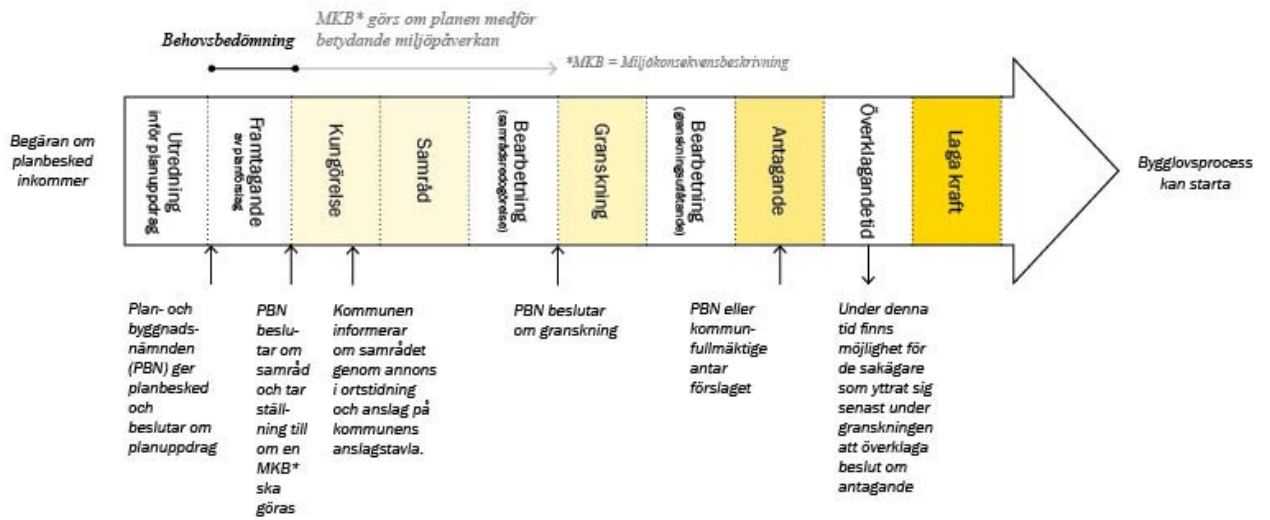 MKB* görs om planen medför
betydande miljöpåverkan
Behovsbedömning
*MKB = Miljökonsekvensbeskrivning
Begäran om
planbesked
inkommer
Utredning
inför planuppdrag
Framtagande
av planförslag
Kungörelse
Samråd
Bearbetning
(samrådsredogörelse)
Granskning
Bearbetning
(granskningsutlåtande)
Antagande
Överklagandetid
Laga kraft
Bygglovsprocess
kan starta
Plan- och
byggnads-
nämnden
(PBN) ger
planbesked
och
beslutar om
planuppdrag
PBN
beslu-
tar om
samråd
och tar
ställ-
ning till
om en
MKB*
ska
göras
Kommunen
informerar
om samrådet
genom annons
i ortstidning
och anslag på
kommunens
anslagstavla.
PBN beslutar
om granskning
PBN eller
kommun-
fullmäktige
antar
förslaget
Under denna
tid finns
möjlighet för
de sakägare
som yttrat sig
senast under
granskningen
att överklaga
beslut om
antagande